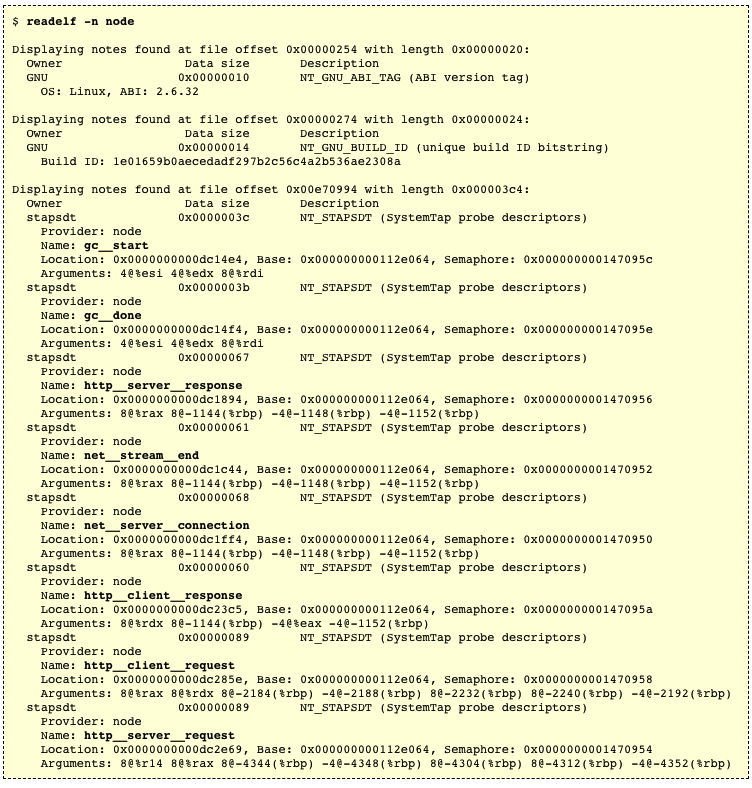 $ readelf -n node
Displaying notes found at file offset 0x00000254 with length 0x00000020:
Owner Data size Description
GNU 0x00000010 NT_GNU_ABI_TAG (ABI version tag)
OS: Linux, ABI: 2.6.32
Displaying notes found at file offset 0x00000274 with length 0x00000024:
Owner Data size Description
GNU 0x00000014 NT_GNU_BUILD_ID (unique build ID bitstring)
Build ID: 1e01659b0aecedadf297b2c56c4a2b536ae2308a
Displaying notes found at file offset 0x00e70994 with length 0x000003c4:
Owner Data size Description
stapsdt 0x0000003c NT_STAPSDT (SystemTap probe descriptors)
Provider: node
Name: gc__start
Location: 0x0000000000dc14e4, Base: 0x000000000112e064, Semaphore: 0x000000000147095c
Arguments: 4@%esi 4@%edx 8@%rdi
stapsdt 0x0000003b NT_STAPSDT (SystemTap probe descriptors)
Provider: node
Name: gc__done
Location: 0x0000000000dc14f4, Base: 0x000000000112e064, Semaphore: 0x000000000147095e
Arguments: 4@%esi 4@%edx 8@%rdi
stapsdt 0x00000067 NT_STAPSDT (SystemTap probe descriptors)
Provider: node
Name: http__server__response
Location: 0x0000000000dc1894, Base: 0x000000000112e064, Semaphore: 0x0000000001470956
Arguments: 8@%rax 8@-1144(%rbp) -4@-1148(%rbp) -4@-1152(%rbp)
stapsdt 0x00000061 NT_STAPSDT (SystemTap probe descriptors)
Provider: node
Name: net__stream__end
Location: 0x0000000000dc1c44, Base: 0x000000000112e064, Semaphore: 0x0000000001470952
Arguments: 8@%rax 8@-1144(%rbp) -4@-1148(%rbp) -4@-1152(%rbp)
stapsdt 0x00000068 NT_STAPSDT (SystemTap probe descriptors)
Provider: node
Name: net__server__connection
Location: 0x0000000000dc1ff4, Base: 0x000000000112e064, Semaphore: 0x0000000001470950
Arguments: 8@%rax 8@-1144(%rbp) -4@-1148(%rbp) -4@-1152(%rbp)
stapsdt 0x00000060 NT_STAPSDT (SystemTap probe descriptors)
Provider: node
Name: http__client__response
Location: 0x0000000000dc23c5, Base: 0x000000000112e064, Semaphore: 0x000000000147095a
Arguments: 8@%rdx 8@-1144(%rbp) -4@%eax -4@-1152(%rbp)
stapsdt 0x00000089 NT_STAPSDT (SystemTap probe descriptors)
Provider: node
Name: http__client__request
Location: 0x0000000000dc285e, Base: 0x000000000112e064, Semaphore: 0x0000000001470958
Arguments: 8@%rax 8@%rdx 8@-2184(%rbp) -4@-2188(%rbp) 8@-2232(%rbp) 8@-2240(%rbp) -4@-2192(%rbp)
stapsdt 0x00000089 NT_STAPSDT (SystemTap probe descriptors)
Provider: node
Name: http__server__request
Location: 0x0000000000dc2e69, Base: 0x000000000112e064, Semaphore: 0x0000000001470954
Arguments: 8@%r14 8@%rax 8@-4344(%rbp) -4@-4348(%rbp) 8@-4304(%rbp) 8@-4312(%rbp) -4@-4352(%rbp)